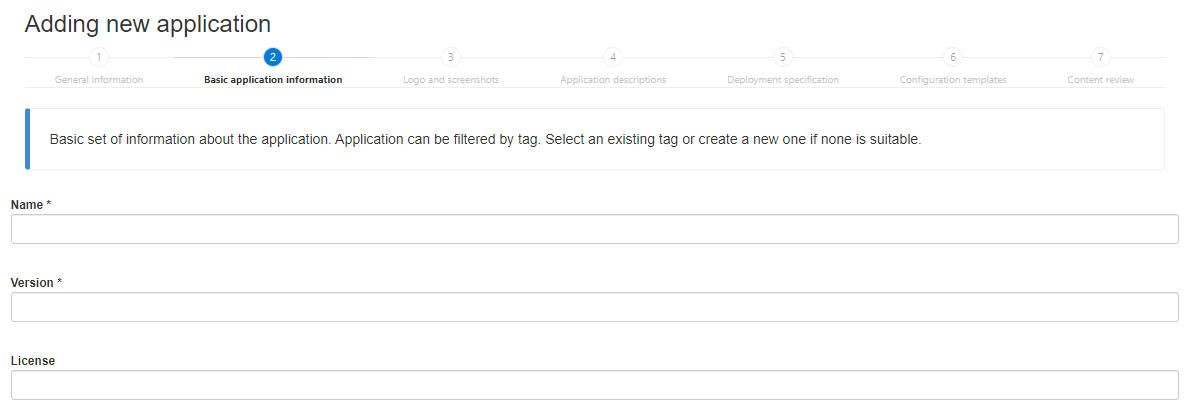 Adding new application
1 2 3 4 5 6 7
General information Basic application information Logo and screenshots Application descriptions Deployment specification Configuration templates Content review
Basic set of information about the application. Application can be filtered by tag. Select an existing tag or create a new one if none is suitable.
Name *
Version *
License